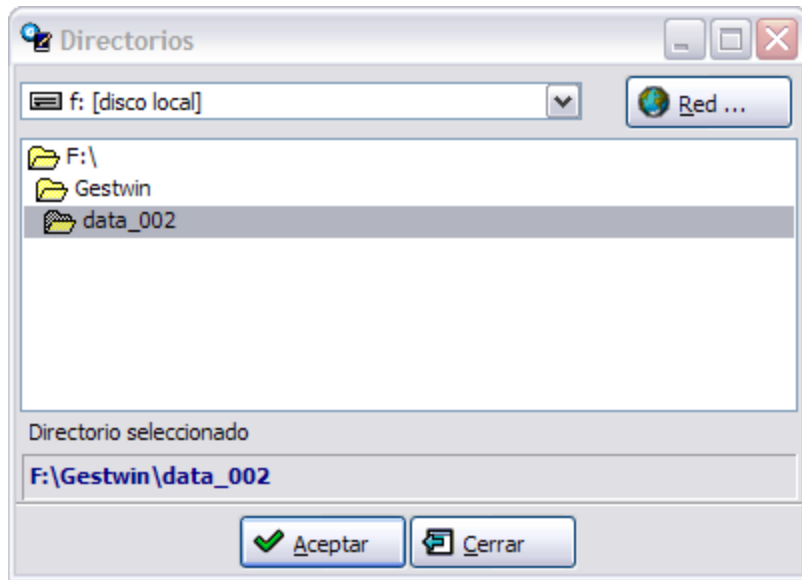 Directorios
f: [disco local]
Red ...
F:\
Gestwin
data_002
Directorio seleccionado
F:\Gestwin\data_002
Aceptar
Cerrar